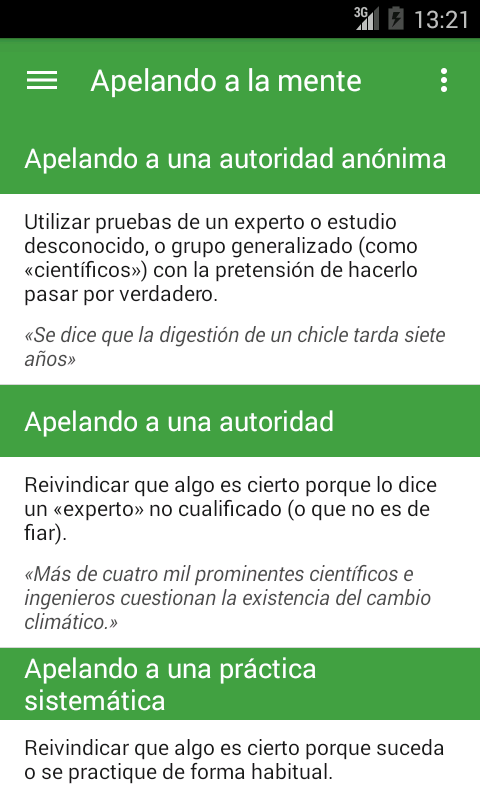 3G
13:21
Apelando a la mente
Apelando a una autoridad anónima
Utilizar pruebas de un experto o estudio
desconocido, o grupo generalizado (como
«científicos») con la pretensión de hacerlo
pasar por verdadero.
«Se dice que la digestión de un chicle tarda siete
años»
Apelando a una autoridad
Reivindicar que algo es cierto porque lo dice
un «experto» no cualificado (o que no es de
fiar).
«Más de cuatro mil prominentes científicos e
ingenieros cuestionan la existencia del cambio
climático.»
Apelando a una práctica
sistemática
Reivindicar que algo es cierto porque suceda
o se practique de forma habitual.